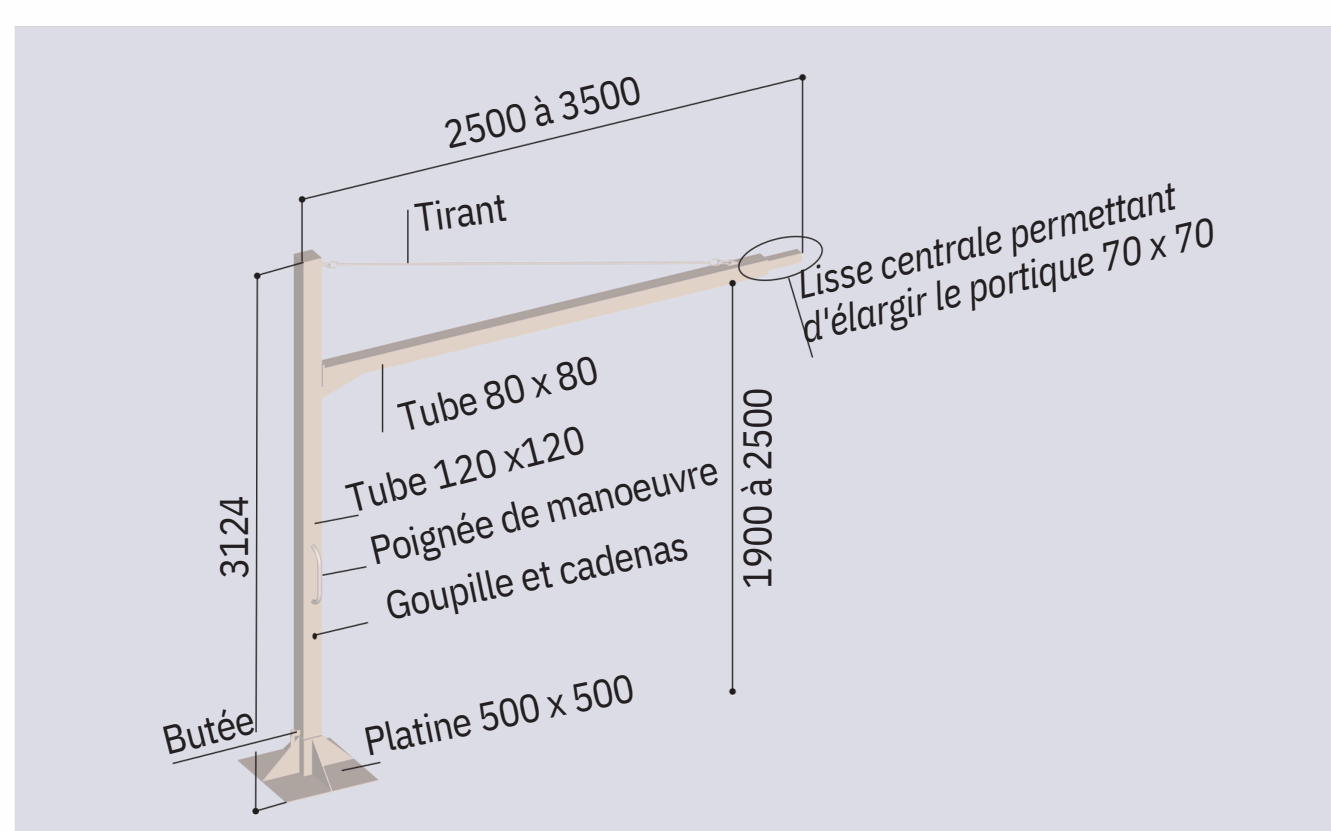 2500 à 3500
Tirant
Lisse centrale permettant
d'élargir le portique 70 x 70
Tube 80 x 80
Tube 120 x120
Poignée de manoeuvre
1900 à 2500
3124
Goupille et cadenas
Butée
Platine 500 x 500